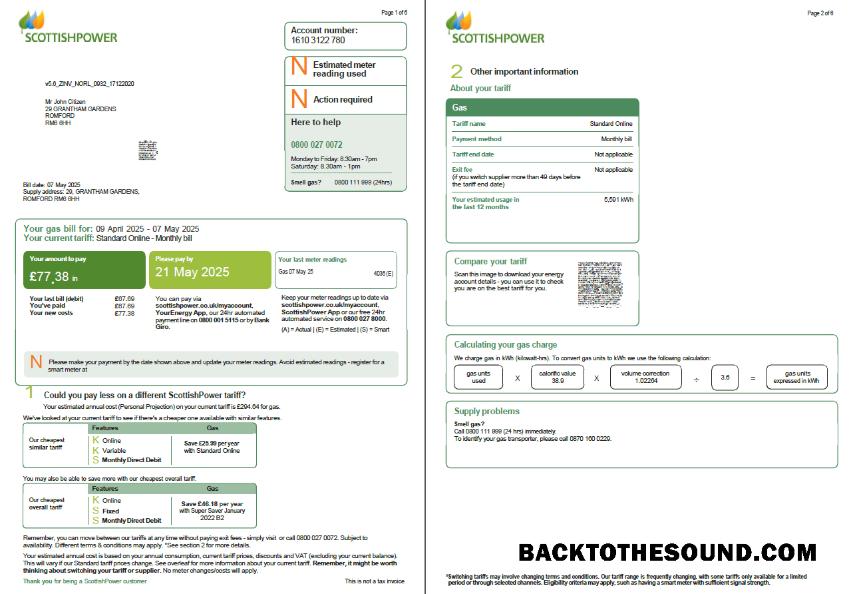 Page 1 of 6
SCOTTISHPOWER
Account number:
1610 3122 780
N Estimated meter
reading used
N Action required
Here to help
0800 027 0072
Monday to Friday: 8.30am - 7pm
Saturday: 8.30am - 1pm
Smell gas? 0800 111 999 (24hrs)
v5.6_ZINV_NORL_0932_17122020
Mr John Citizen
29 GRANTHAM GARDENS
ROMFORD
RM6 6HH
Bill date: 07 May 2025
Supply address: 29, GRANTHAM GARDENS,
ROMFORD RM6 6HH
Your gas bill for: 09 April 2025 - 07 May 2025
Your current tariff: Standard Online - Monthly bill
Your amount to pay
£77.38 in
Please pay by
21 May 2025
Your last meter readings
Gas 07 May 25 4036 (E)
Your last bill (debit) £67.69
You've paid £67.69
Your new costs £77.38
You can pay via
scottishpower.co.uk/myaccount,
YourEnergy App, our 24hr automated
payment line on 0800 001 5115 or by Bank
Giro.
Keep your meter readings up to date via
scottishpower.co.uk/myaccount,
ScottishPower App or our free 24hr
automated service on 0800 027 8000.
(A) = Actual | (E) = Estimated | (S) = Smart
N Please make your payment by the date shown above and update your meter readings. Avoid estimated readings - register for a
smart meter at
1 Could you pay less on a different ScottishPower tariff?
Your estimated annual cost (Personal Projection) on your current tariff is £294.64 for gas.
We've looked at your current tariff to see if there's a cheaper one available with similar features.
Features Gas
Our cheapest
similar tariff
K Online
K Variable
S Monthly Direct Debit
Save £25.99 per year
with Standard Online
You may also be able to save more with our cheapest overall tariff.
Features Gas
Our cheapest
overall tariff
K Online
S Fixed
S Monthly Direct Debit
Save £46.18 per year
with Super Saver January
2022 B2
Remember, you can move between our tariffs at any time without paying exit fees - simply visit or call 0800 027 0072. Subject to
availability. Different terms & conditions may apply. *See section 2 for more details.
Your estimated annual cost is based on your annual consumption, current tariff prices, discounts and VAT (excluding your current balance).
This will vary if our Standard tariff prices change. See overleaf for more information about your current tariff. Remember, it might be worth
thinking about switching your tariff or supplier. No meter changes/costs will apply.
Thank you for being a ScottishPower customer
This is not a tax invoice
Page 2 of 6
SCOTTISHPOWER
2 Other important information
About your tariff
Gas
Tariff name Standard Online
Payment method Monthly bill
Tariff end date Not applicable
Exit fee Not applicable
(if you switch supplier more than 49 days before
the tariff end date)
Your estimated usage in 5,591 kWh
the last 12 months
Compare your tariff
Scan this image to download your energy
account details - you can use it to check
you are on the best tariff for you.
Calculating your gas charge
We charge gas in kWh (kilowatt-hrs). To convert gas units to kWh we use the following calculation:
gas units
used
X
calorific value
38.9
X
volume correction
1.02264
÷
3.6
=
gas units
expressed in kWh
Supply problems
Smell gas?
Call 0800 111 999 (24 hrs) immediately.
To identify your gas transporter, please call 0870 160 0229.
BACKTOTHESOUND.COM
*Switching tariffs may involve changing terms and conditions. Our tariff range is frequently changing, with some tariffs only available for a limited
period or through selected channels. Eligibility criteria may apply, such as having a smart meter with sufficient signal strength.